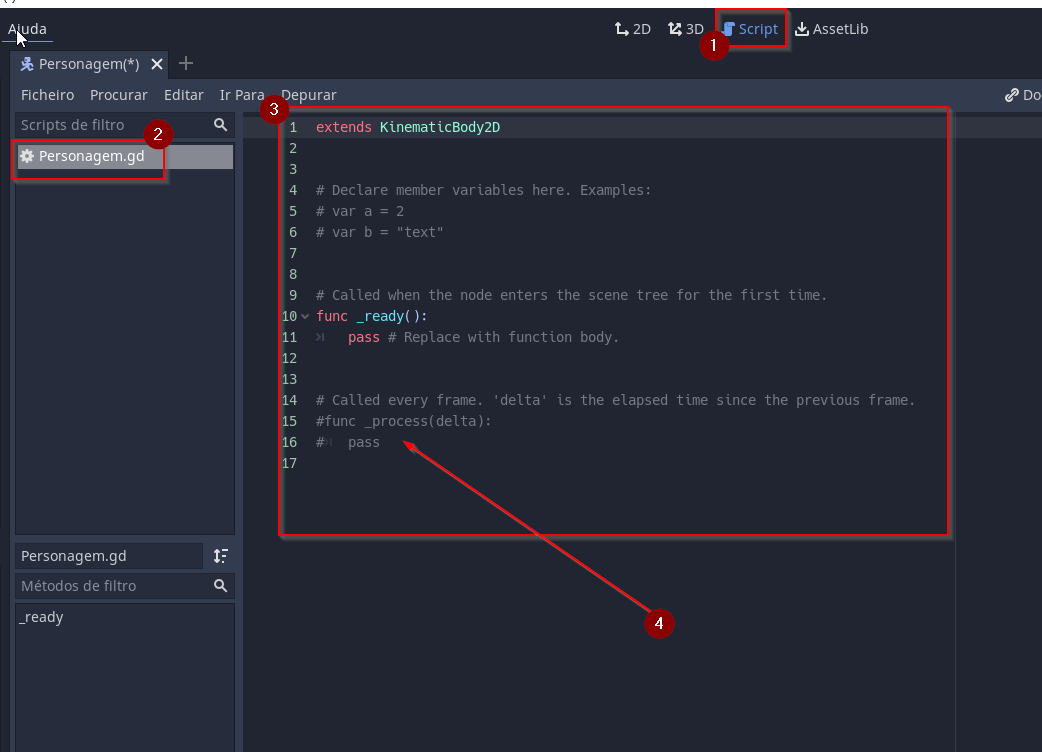 Ajuda
2D 3D Script AssetLib
1
Personagem(*)
Ficheiro Procurar Editar Ir Para Depurar Do
3
Scripts de filtro
2
Personagem.gd
1 extends KinematicBody2D
2
3
4 # Declare member variables here. Examples:
5 # var a = 2
6 # var b = "text"
7
8
9 # Called when the node enters the scene tree for the first time.
10 func _ready():
11 pass # Replace with function body.
12
13
14 # Called every frame. 'delta' is the elapsed time since the previous frame.
15 #func _process(delta):
16 # pass
17
Personagem.gd
Métodos de filtro
_ready
4